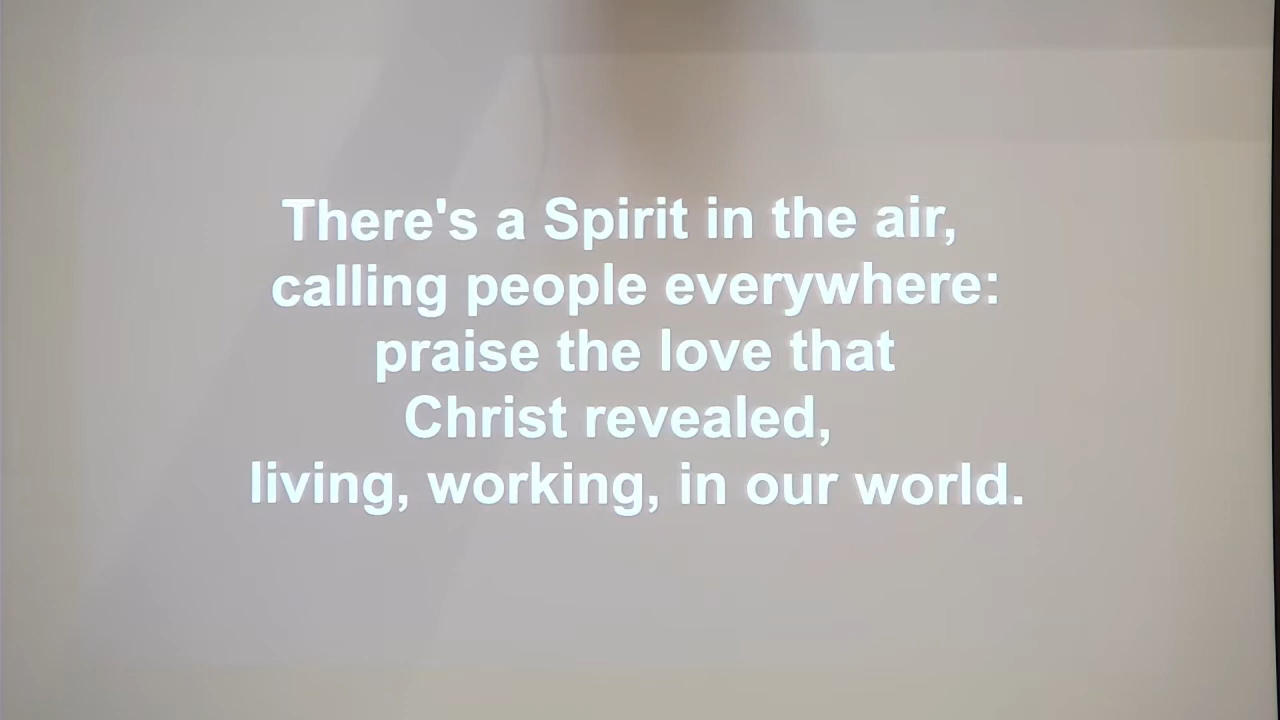 There's a Spirit in the air,
calling people everywhere:
praise the love that
Christ revealed,
living, working, in our world.